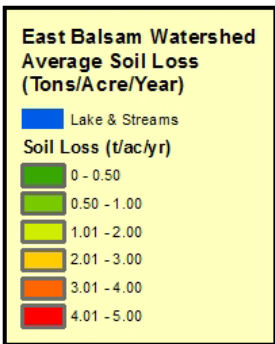 East Balsam Watershed
Average Soil Loss
(Tons/Acre/Year)
Lake & Streams
Soil Loss (t/ac/yr)
0 - 0.50
0.50 - 1.00
1.01 - 2.00
2.01 - 3.00
3.01 - 4.00
4.01 - 5.00